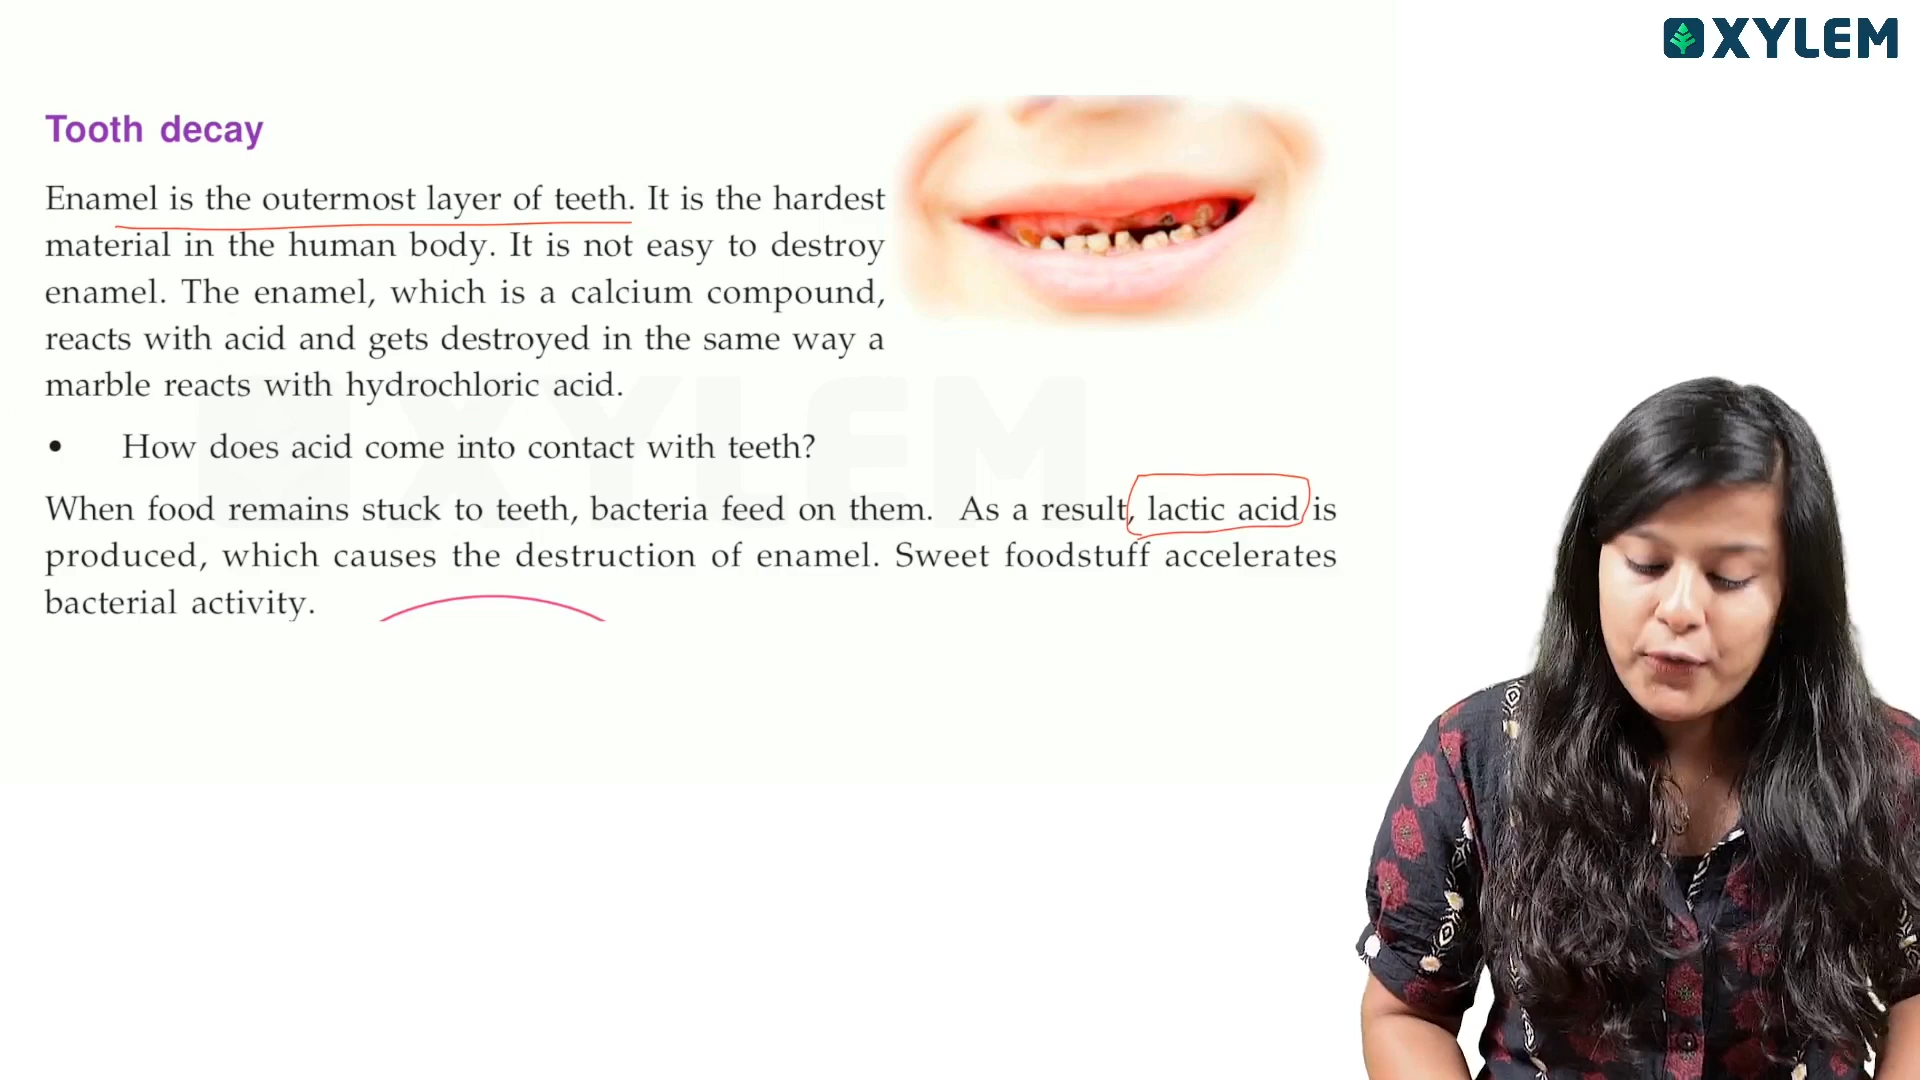 XYLEM
Tooth decay
Enamel is the outermost layer of teeth. It is the hardest
material in the human body. It is not easy to destroy
enamel. The enamel, which is a calcium compound,
reacts with acid and gets destroyed in the same way a
marble reacts with hydrochloric acid.
XYLEM
• How does acid come into contact with teeth?
When food remains stuck to teeth, bacteria feed on them. As a result, lactic acid is
produced, which causes the destruction of enamel. Sweet foodstuff accelerates
bacterial activity.